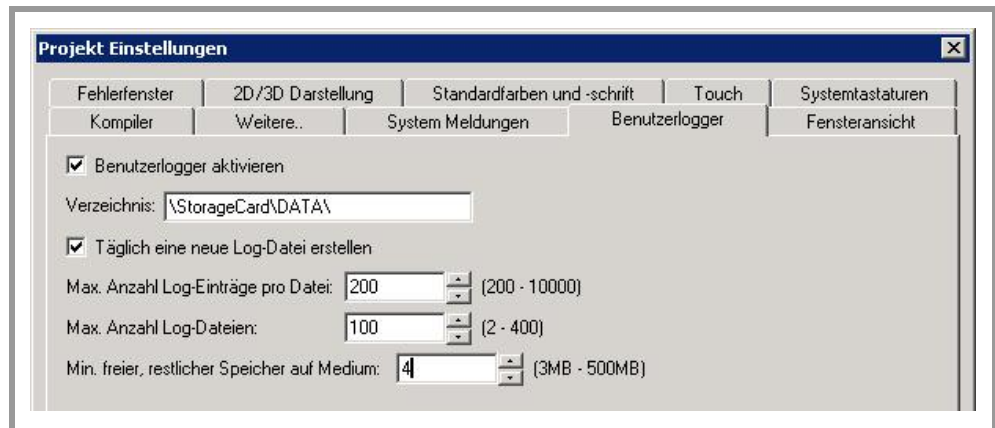 Projekt Einstellungen
Fehlerfenster 2D/3D Darstellung Standardfarben und -schrift Touch Systemtastaturen
Kompiler Weitere.. System Meldungen Benutzerlogger Fensteransicht
Benutzerlogger aktivieren
Verzeichnis: \StorageCard\DATA\
Täglich eine neue Log-Datei erstellen
Max. Anzahl Log-Einträge pro Datei: 200 (200 - 10000)
Max. Anzahl Log-Dateien: 100 (2 - 400)
Min. freier, restlicher Speicher auf Medium: 4 (3MB - 500MB)